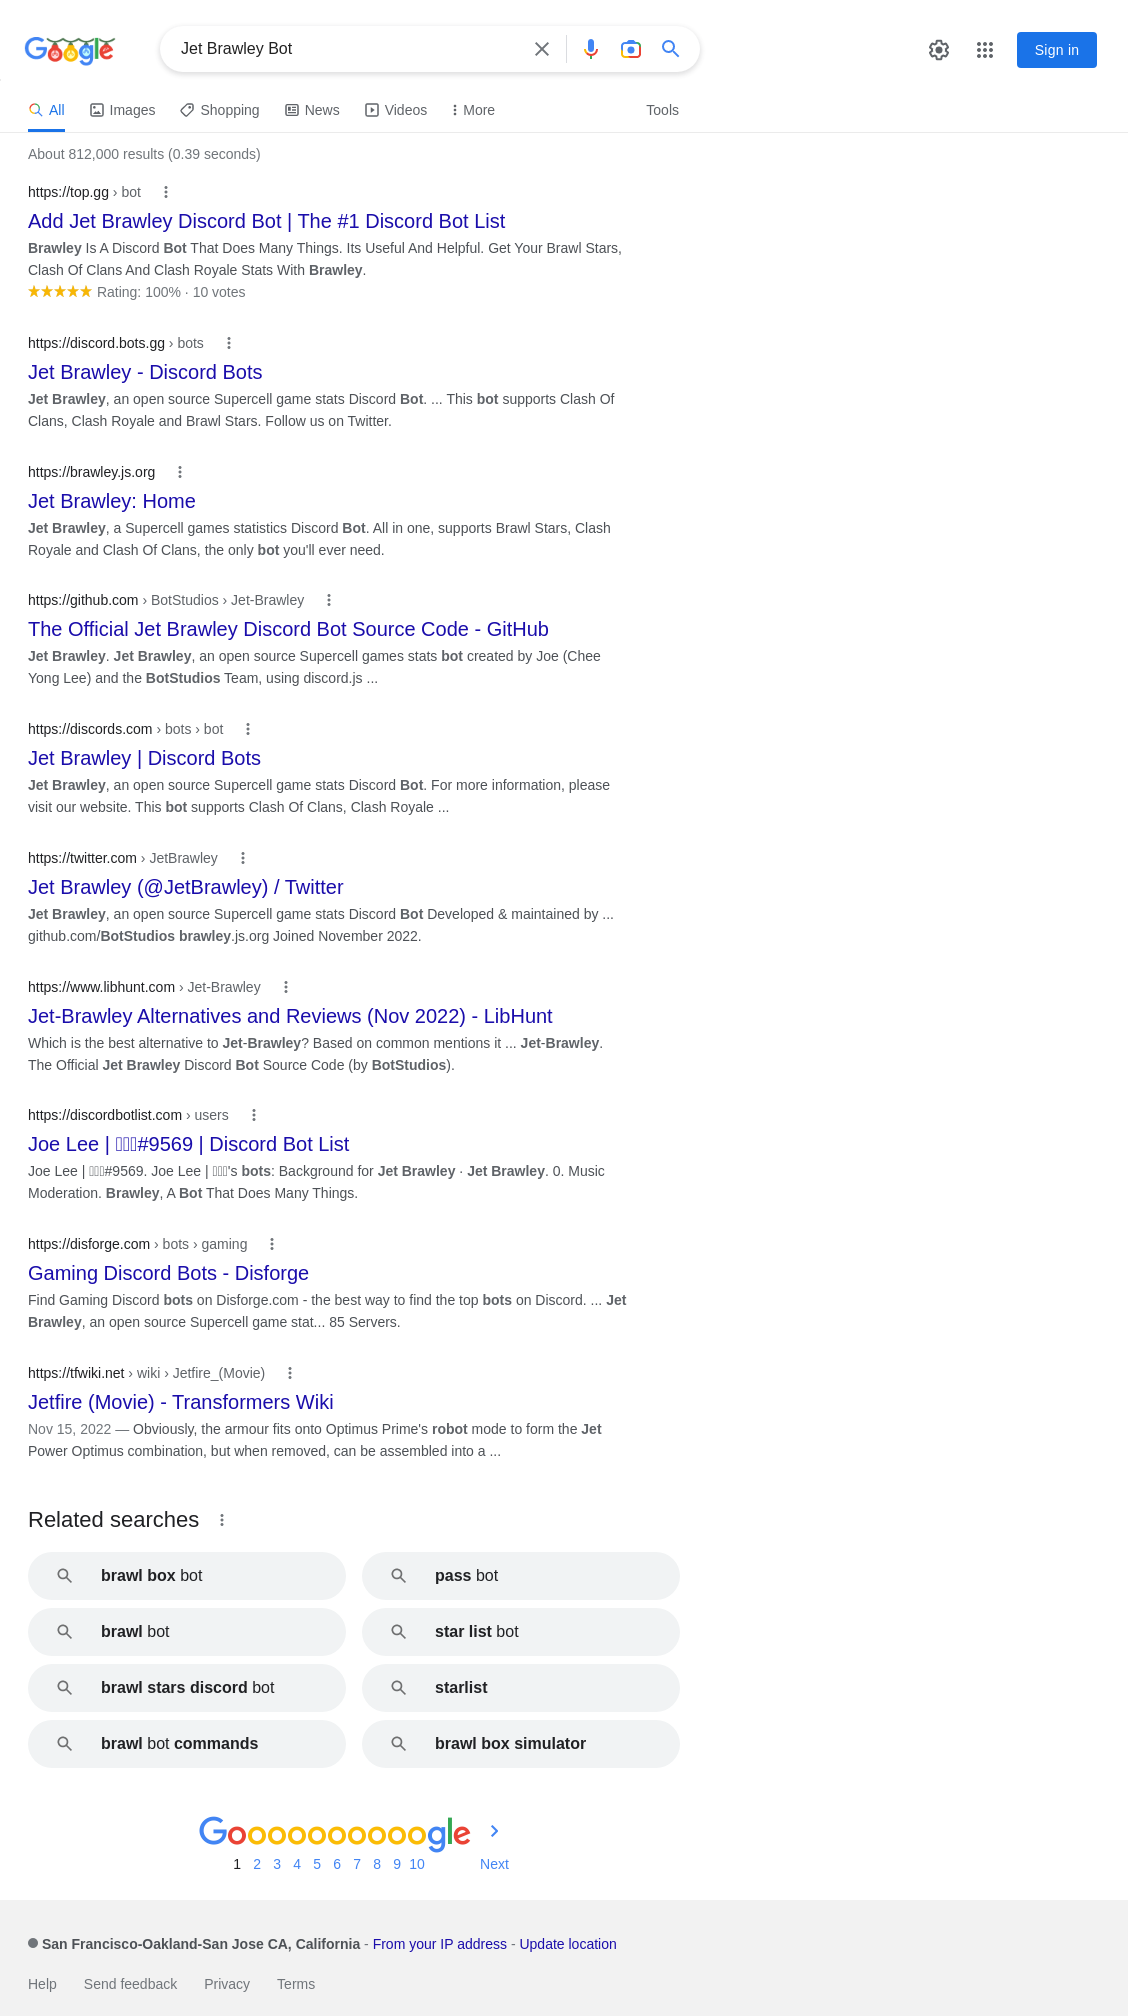 Google
Jet Brawley Bot
Sign in
All
Images
Shopping
News
Videos
More
Tools
About 812,000 results (0.39 seconds)
https://top.gg › bot
Add Jet Brawley Discord Bot | The #1 Discord Bot List
Brawley Is A Discord Bot That Does Many Things. Its Useful And Helpful. Get Your Brawl Stars,
Clash Of Clans And Clash Royale Stats With Brawley.
Rating: 100% · 10 votes
https://discord.bots.gg › bots
Jet Brawley - Discord Bots
Jet Brawley, an open source Supercell game stats Discord Bot. ... This bot supports Clash Of
Clans, Clash Royale and Brawl Stars. Follow us on Twitter.
https://brawley.js.org
Jet Brawley: Home
Jet Brawley, a Supercell games statistics Discord Bot. All in one, supports Brawl Stars, Clash
Royale and Clash Of Clans, the only bot you'll ever need.
https://github.com › BotStudios › Jet-Brawley
The Official Jet Brawley Discord Bot Source Code - GitHub
Jet Brawley. Jet Brawley, an open source Supercell games stats bot created by Joe (Chee
Yong Lee) and the BotStudios Team, using discord.js ...
https://discords.com › bots › bot
Jet Brawley | Discord Bots
Jet Brawley, an open source Supercell game stats Discord Bot. For more information, please
visit our website. This bot supports Clash Of Clans, Clash Royale ...
https://twitter.com › JetBrawley
Jet Brawley (@JetBrawley) / Twitter
Jet Brawley, an open source Supercell game stats Discord Bot Developed & maintained by ...
github.com/BotStudios brawley.js.org Joined November 2022.
https://www.libhunt.com › Jet-Brawley
Jet-Brawley Alternatives and Reviews (Nov 2022) - LibHunt
Which is the best alternative to Jet-Brawley? Based on common mentions it ... Jet-Brawley.
The Official Jet Brawley Discord Bot Source Code (by BotStudios).
https://discordbotlist.com › users
Joe Lee | #9569 | Discord Bot List
Joe Lee | #9569. Joe Lee | 's bots: Background for Jet Brawley · Jet Brawley. 0. Music
Moderation. Brawley, A Bot That Does Many Things.
https://disforge.com › bots › gaming
Gaming Discord Bots - Disforge
Find Gaming Discord bots on Disforge.com - the best way to find the top bots on Discord. ... Jet
Brawley, an open source Supercell game stat... 85 Servers.
https://tfwiki.net › wiki › Jetfire_(Movie)
Jetfire (Movie) - Transformers Wiki
Nov 15, 2022 — Obviously, the armour fits onto Optimus Prime's robot mode to form the Jet
Power Optimus combination, but when removed, can be assembled into a ...
Related searches
brawl box bot
pass bot
brawl bot
star list bot
brawl stars discord bot
starlist
brawl bot commands
brawl box simulator
Goooooooooogle
1 2 3 4 5 6 7 8 9 10 Next
San Francisco-Oakland-San Jose CA, California - From your IP address - Update location
Help Send feedback Privacy Terms